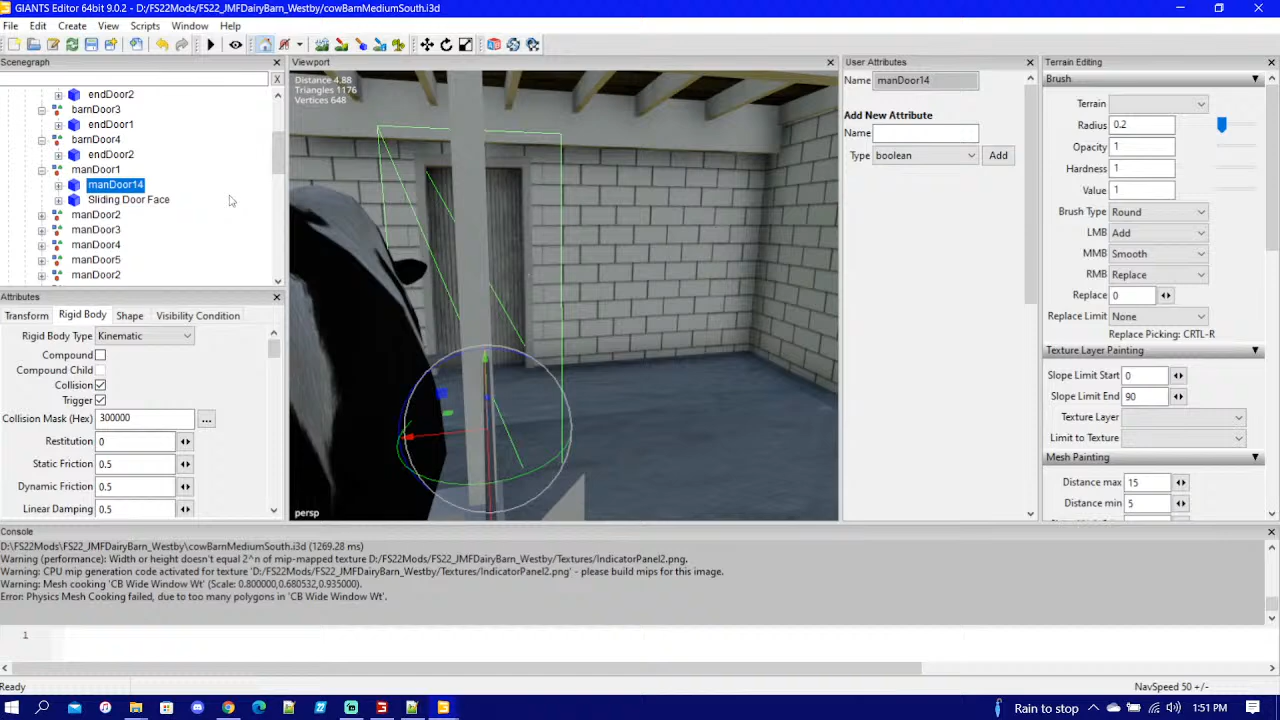 GIANTS Editor 64bit 9.0.2 - D:/FS22Mods/FS22_JMFDairyBarn_Westby/cowBarnMediumSouth.i3d
File Edit Create View Scripts Window Help
Scenegraph
endDoor2
barnDoor3
endDoor1
barnDoor4
endDoor2
manDoor1
manDoor14
Sliding Door Face
manDoor2
manDoor3
manDoor4
manDoor5
manDoor2
Attributes
Transform Rigid Body Shape Visibility Condition
Rigid Body Type Kinematic
Compound
Compound Child
Collision
Trigger
Collision Mask (Hex) 300000 ...
Restitution 0
Static Friction 0.5
Dynamic Friction 0.5
Linear Damping 0.5
Viewport
Distance 4.88
Triangles 1176
Vertices 648
persp
User Attributes
Name manDoor14
Add New Attribute
Name
Type boolean Add
Terrain Editing
Brush
Terrain
Radius 0.2
Opacity 1
Hardness 1
Value 1
Brush Type Round
LMB Add
MMB Smooth
RMB Replace
Replace 0
Replace Limit None
Replace Picking: CRTL-R
Texture Layer Painting
Slope Limit Start 0
Slope Limit End 90
Texture Layer
Limit to Texture
Mesh Painting
Distance max 15
Distance min 5
Console
D:\FS22Mods\FS22_JMFDairyBarn_Westby\cowBarnMediumSouth.i3d (1269.28 ms)
Warning (performance): Width or height doesn't equal 2^n of mip-mapped texture D:/FS22Mods/FS22_JMFDairyBarn_Westby/Textures/IndicatorPanel2.png.
Warning: CPU mip generation code activated for texture 'D:/FS22Mods/FS22_JMFDairyBarn_Westby/Textures/IndicatorPanel2.png' - please build mips for this image.
Warning: Mesh cooking 'CB Wide Window Wt' (Scale: 0.800000,0.680532,0.935000).
Error: Physics Mesh Cooking failed, due to too many polygons in 'CB Wide Window Wt'.
1
Ready NavSpeed 50 +/-
Rain to stop 1:51 PM